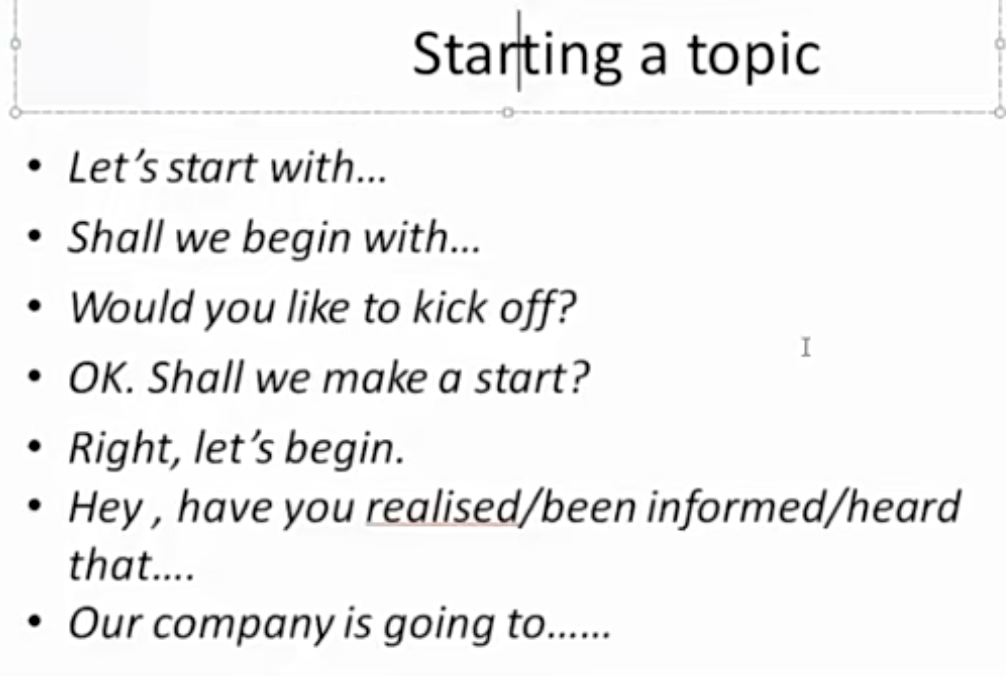 Starting a topic
• Let's start with...
• Shall we begin with...
• Would you like to kick off?
• OK. Shall we make a start?
• Right, let's begin.
• Hey , have you realised/been informed/heard
that....
• Our company is going to......